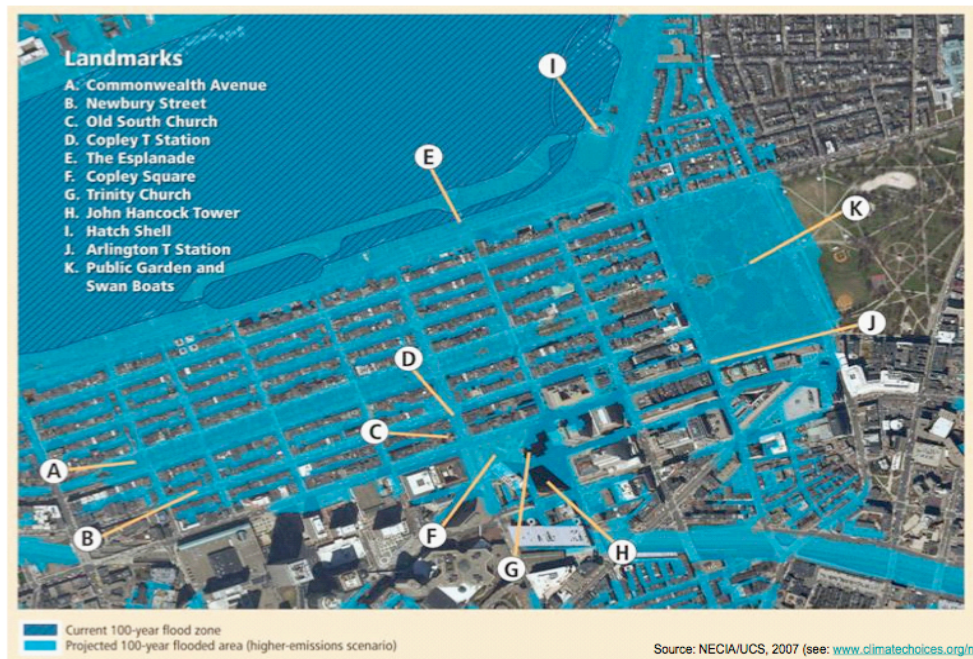 Landmarks
A. Commonwealth Avenue
B. Newbury Street
C. Old South Church
D. Copley T Station
E. The Esplanade
F. Copley Square
G. Trinity Church
H. John Hancock Tower
I. Hatch Shell
J. Arlington T Station
K. Public Garden and
Swan Boats
I
E
K
J
D
C
A
B
F
G
H
Current 100-year flood zone
Projected 100-year flooded area (higher-emissions scenario)
Source: NECIA/UCS, 2007 (see: www.climatechoices.org/n